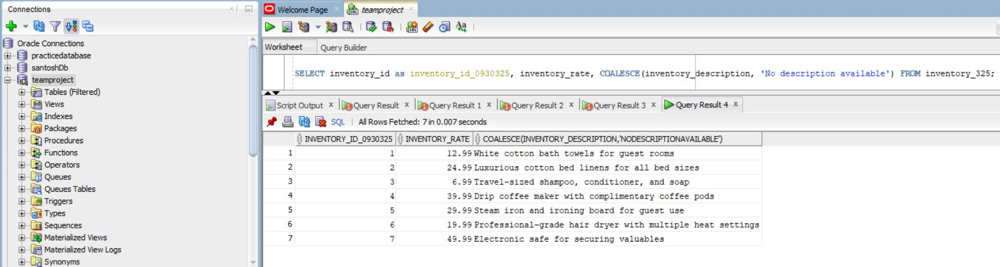 Connections
Oracle Connections
practicedatabase
santoshDb
teamproject
Tables (Filtered)
Views
Indexes
Packages
Procedures
Functions
Operators
Queues
Queues Tables
Triggers
Types
Sequences
Materialized Views
Materialized View Logs
Synonyms
Welcome Page teamproject
Worksheet Query Builder
SELECT inventory_id as inventory_id_0930325, inventory_rate, COALESCE(inventory_description, 'No description available') FROM inventory_325;
Script Output Query Result Query Result 1 Query Result 2 Query Result 3 Query Result 4
SQL All Rows Fetched: 7 in 0.007 seconds
INVENTORY_ID_0930325 INVENTORY_RATE COALESCE(INVENTORY_DESCRIPTION,'NODESCRIPTIONAVAILABLE')
1 1 12.99 White cotton bath towels for guest rooms
2 2 24.99 Luxurious cotton bed linens for all bed sizes
3 3 6.99 Travel-sized shampoo, conditioner, and soap
4 4 39.99 Drip coffee maker with complimentary coffee pods
5 5 29.99 Steam iron and ironing board for guest use
6 6 19.99 Professional-grade hair dryer with multiple heat settings
7 7 49.99 Electronic safe for securing valuables